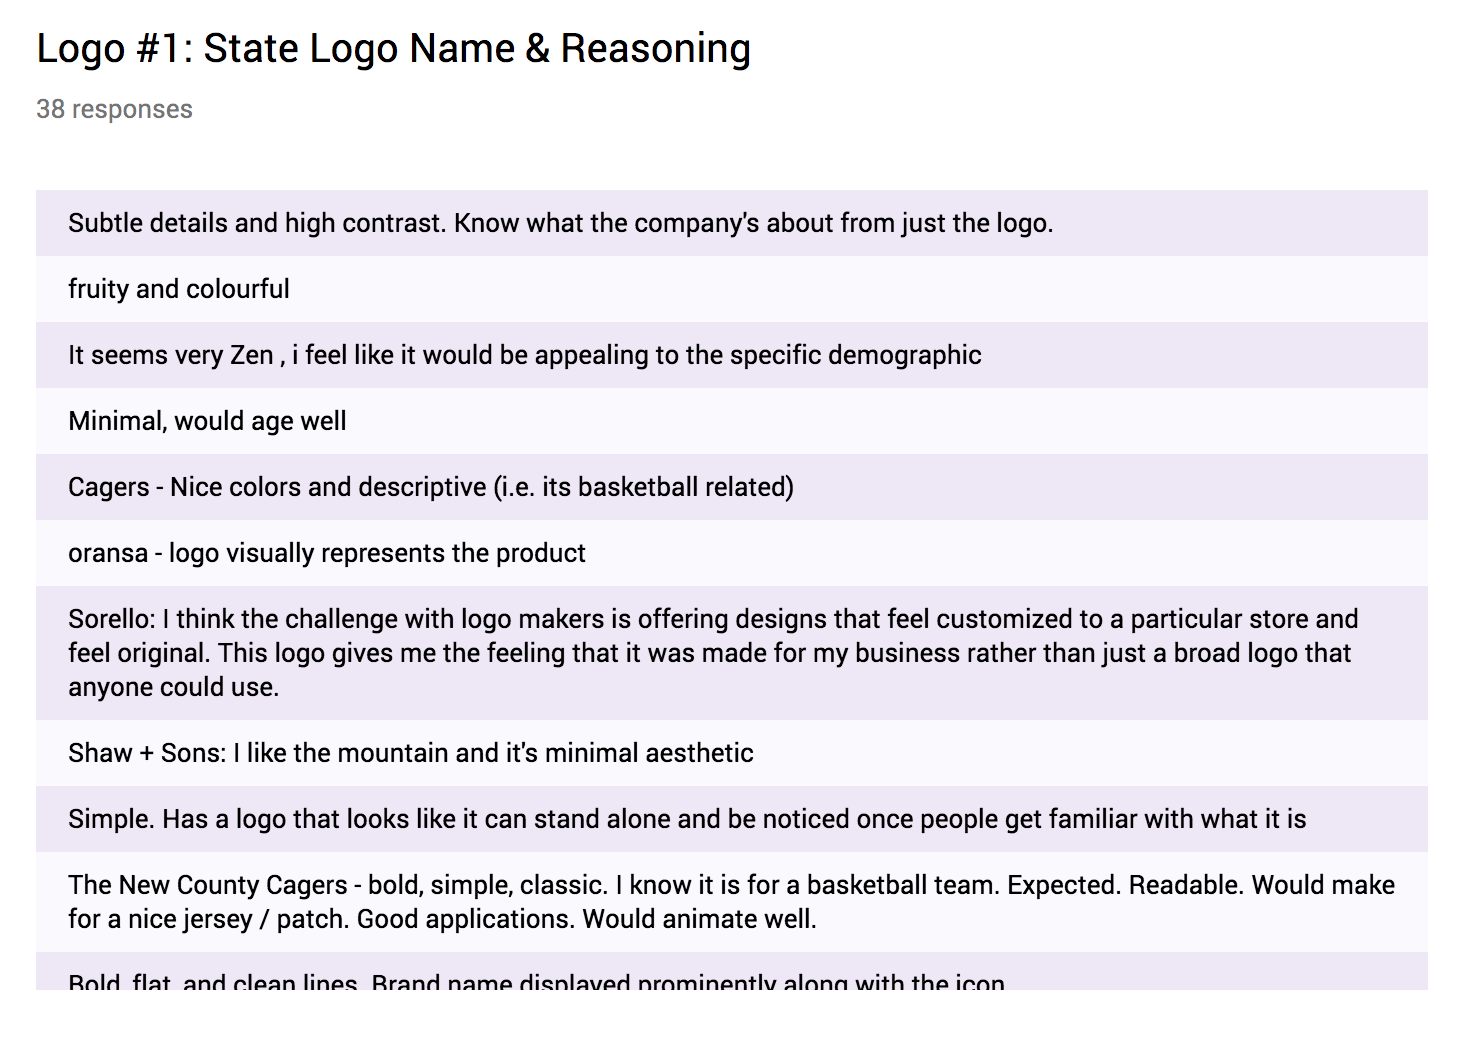 Logo #1: State Logo Name & Reasoning
38 responses
Subtle details and high contrast. Know what the company's about from just the logo.
fruity and colourful
It seems very Zen , i feel like it would be appealing to the specific demographic
Minimal, would age well
Cagers - Nice colors and descriptive (i.e. its basketball related)
oransa - logo visually represents the product
Sorello: I think the challenge with logo makers is offering designs that feel customized to a particular store and
feel original. This logo gives me the feeling that it was made for my business rather than just a broad logo that
anyone could use.
Shaw + Sons: I like the mountain and it's minimal aesthetic
Simple. Has a logo that looks like it can stand alone and be noticed once people get familiar with what it is
The New County Cagers - bold, simple, classic. I know it is for a basketball team. Expected. Readable. Would make
for a nice jersey / patch. Good applications. Would animate well.
Bold, flat, and clean lines. Brand name displayed prominently along with the icon